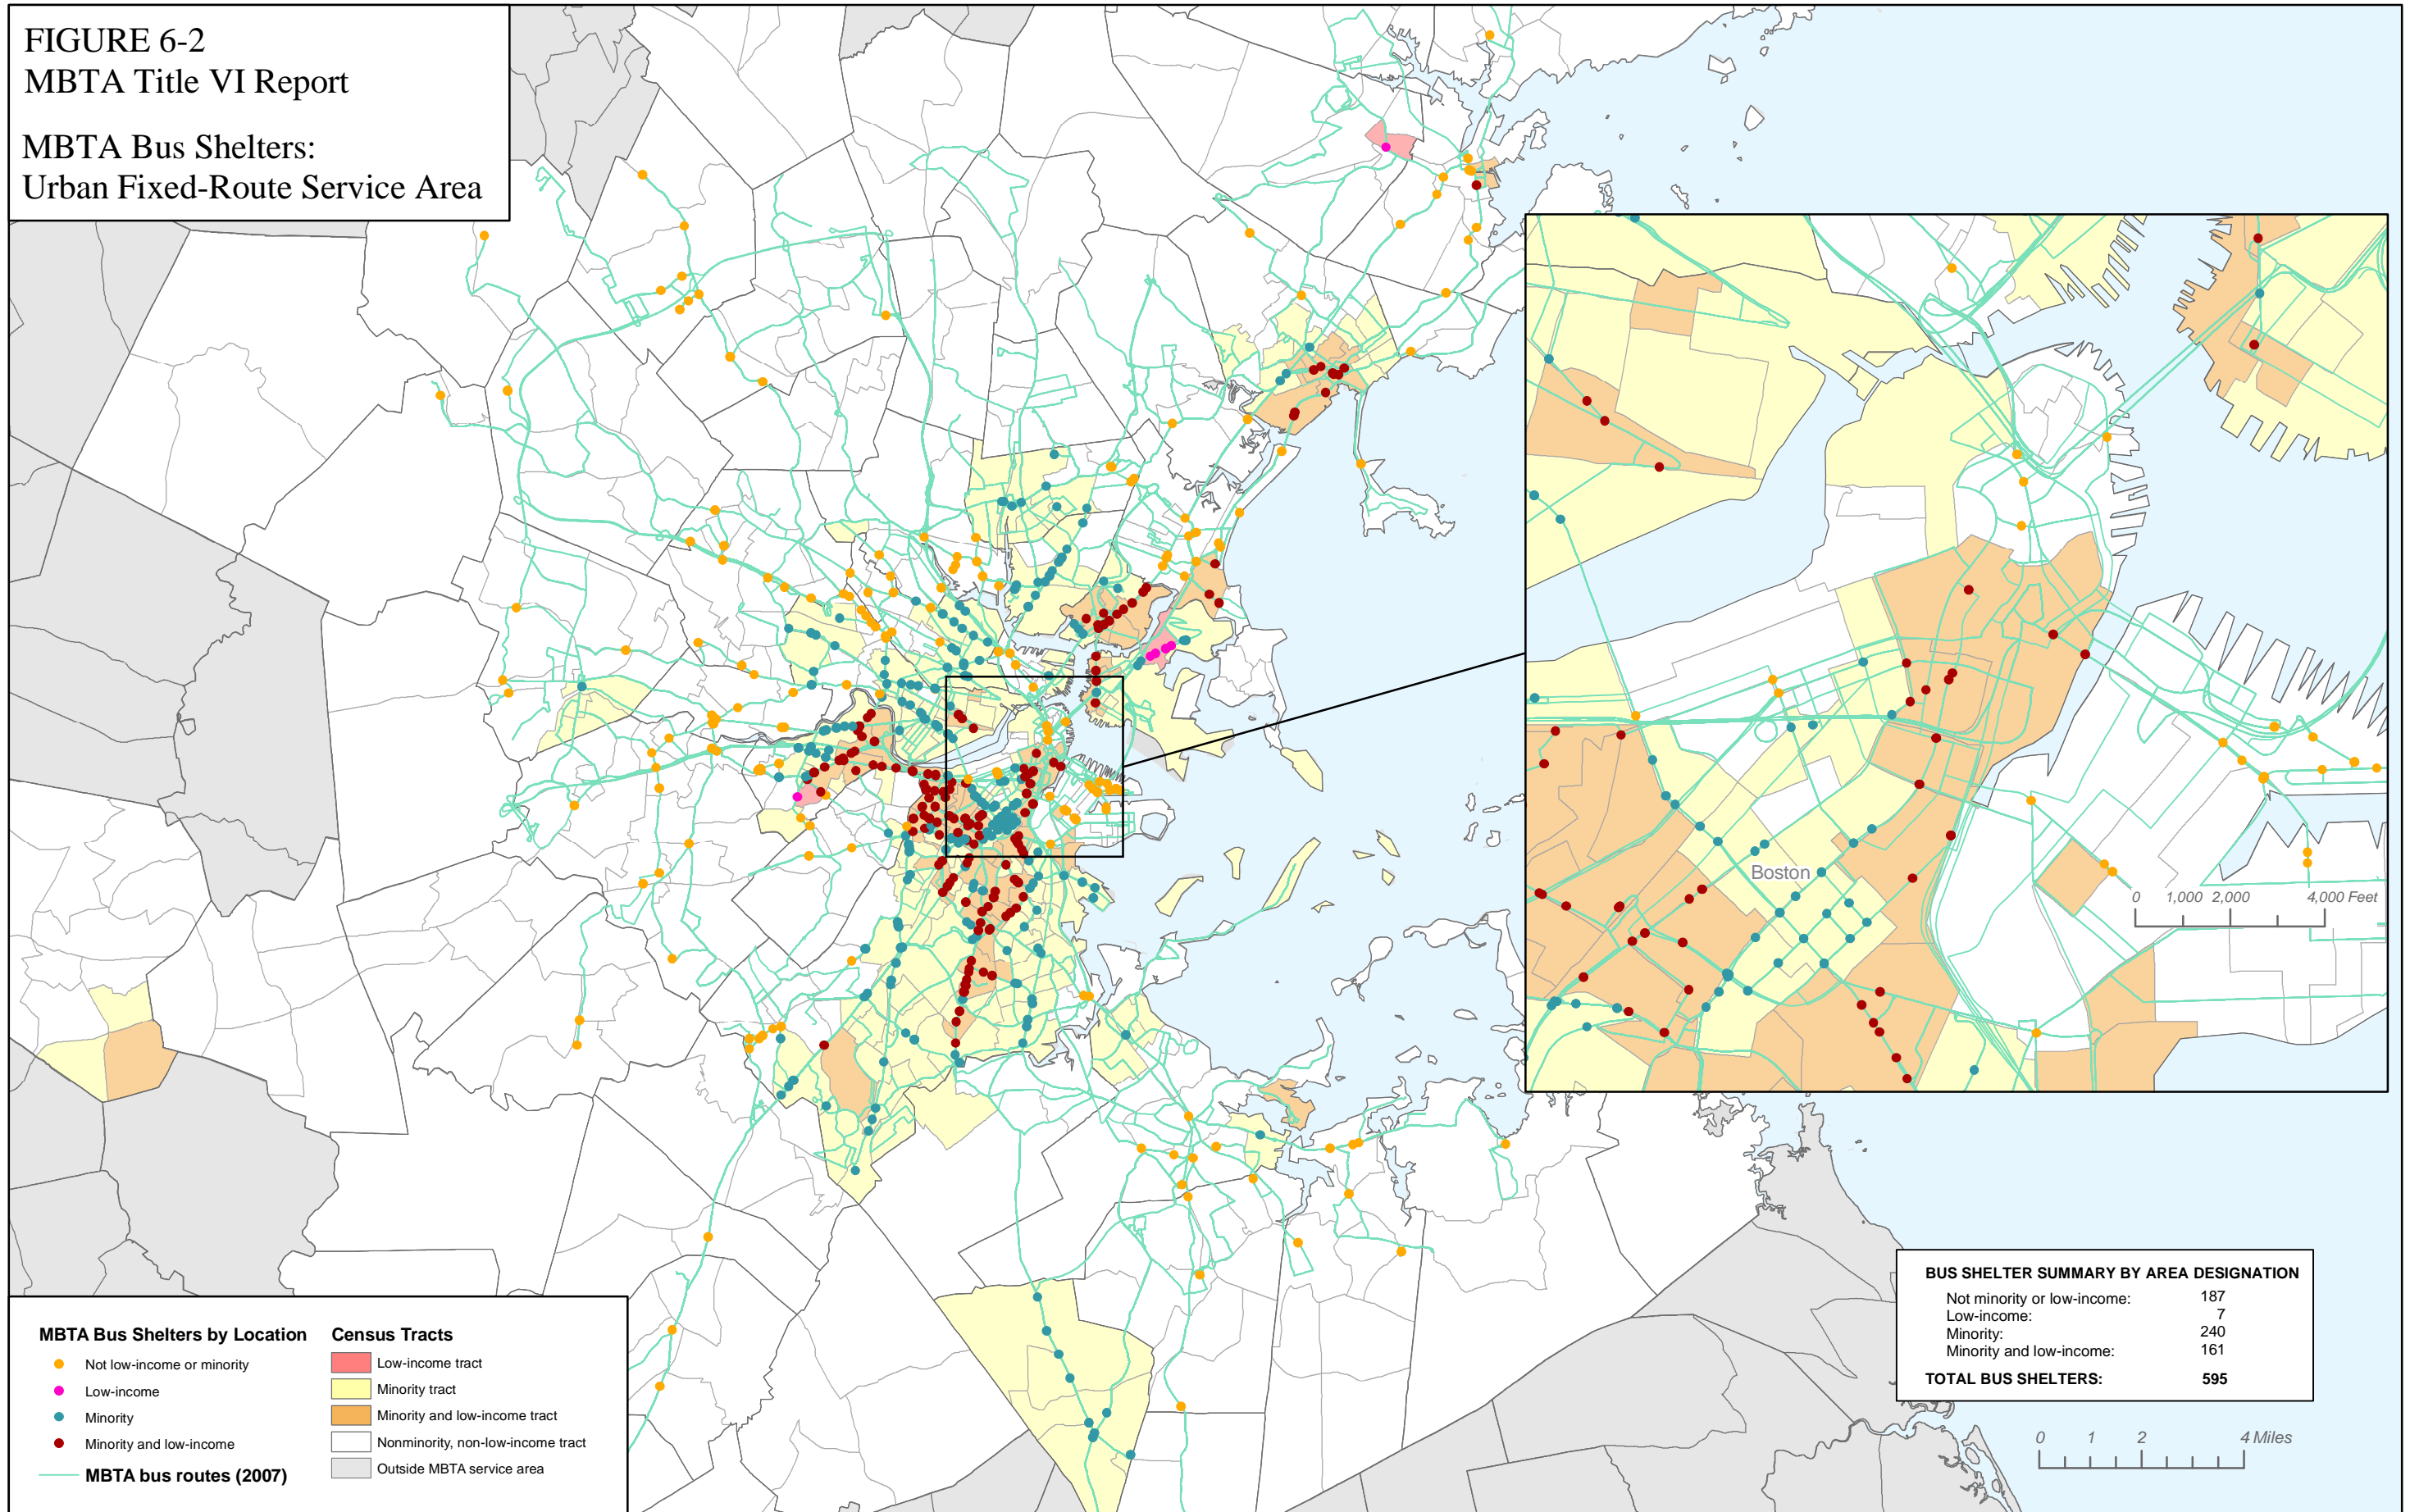 FIGURE 6-2
MBTA Title VI Report
MBTA Bus Shelters:
Urban Fixed-Route Service Area
Boston
0 1,000 2,000 4,000 Feet
BUS SHELTER SUMMARY BY AREA DESIGNATION
Not minority or low-income: 187
Low-income: 7
Minority: 240
Minority and low-income: 161
TOTAL BUS SHELTERS: 595
0 1 2 4 Miles
MBTA Bus Shelters by Location
Not low-income or minority
Low-income
Minority
Minority and low-income
MBTA bus routes (2007)
Census Tracts
Low-income tract
Minority tract
Minority and low-income tract
Nonminority, non-low-income tract
Outside MBTA service area